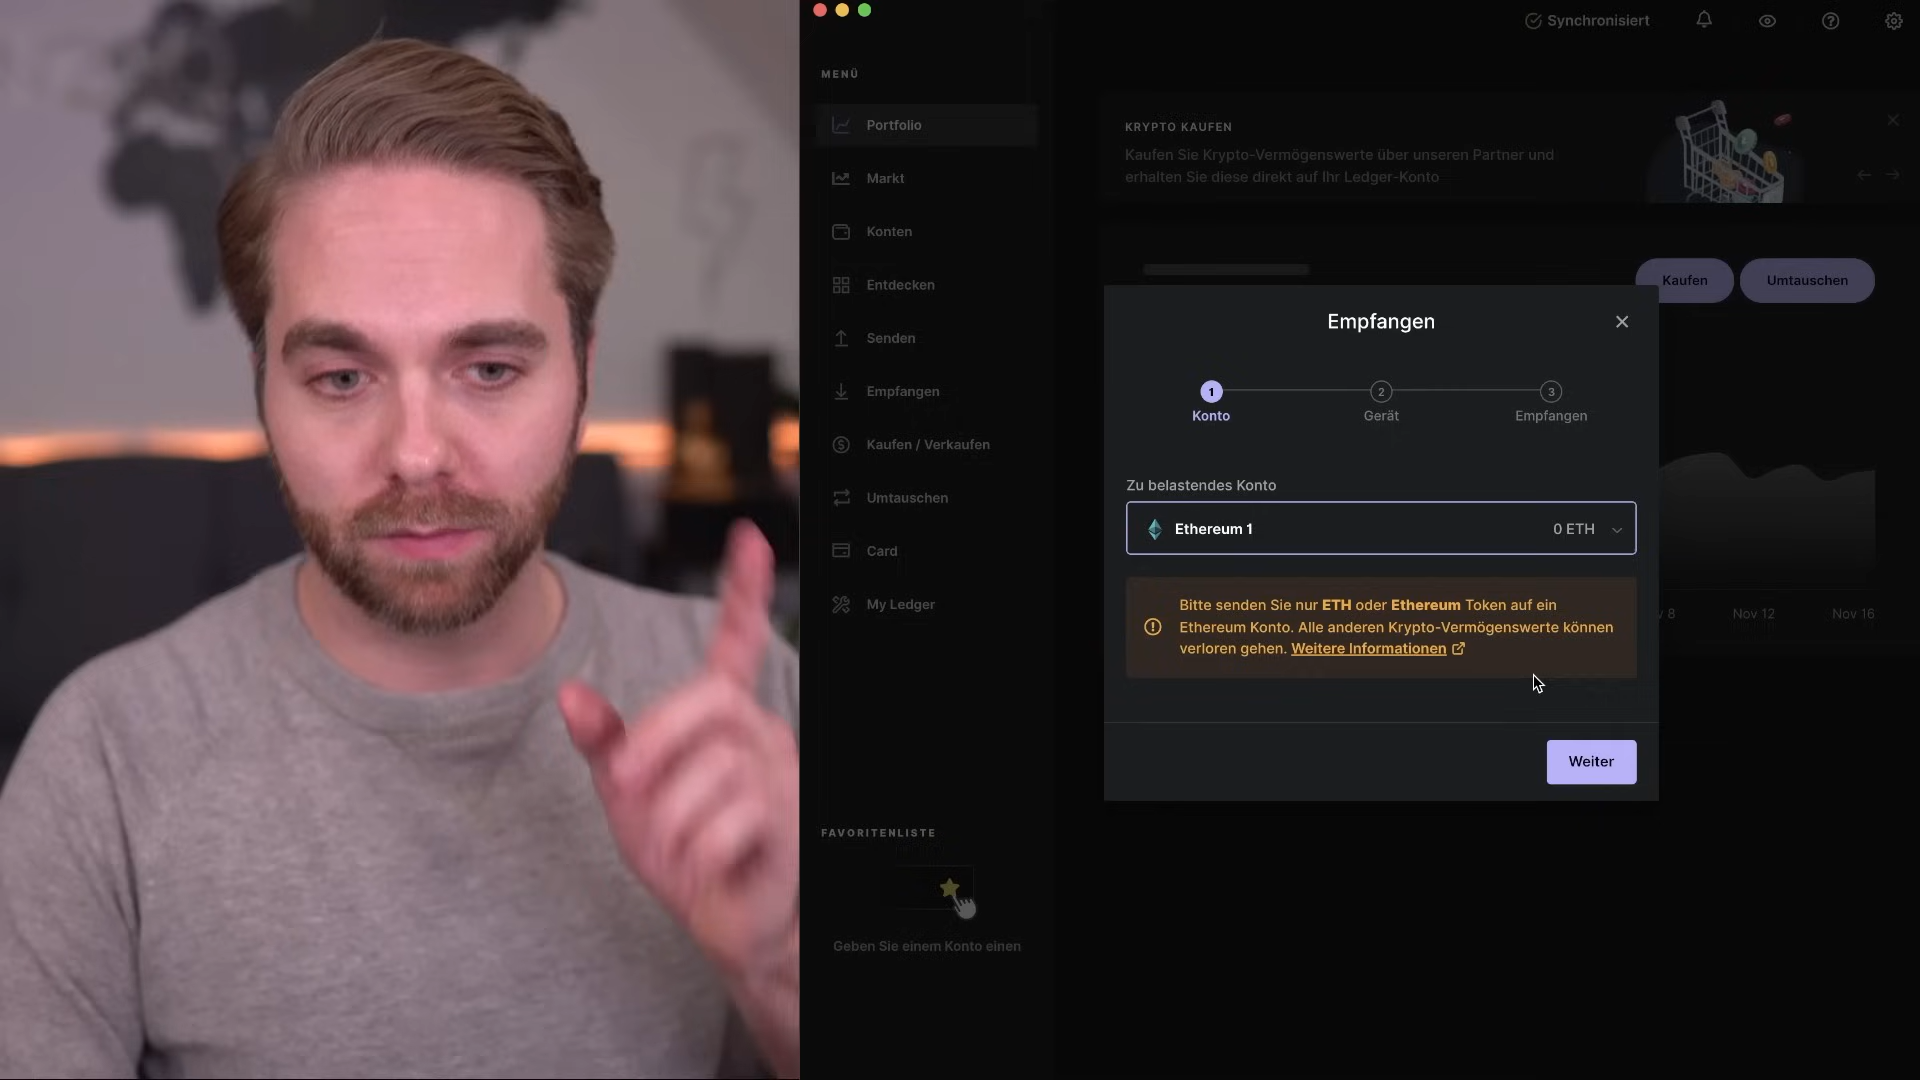 Synchronisiert
MENÜ
Portfolio
Markt
Konten
Entdecken
Senden
Empfangen
Kaufen / Verkaufen
Umtauschen
Card
My Ledger
FAVORITENLISTE
Geben Sie einem Konto einen
KRYPTO KAUFEN
Kaufen Sie Krypto-Vermögenswerte über unseren Partner und
erhalten Sie diese direkt auf Ihr Ledger-Konto
Kaufen
Umtauschen
Empfangen
1
2
3
Konto
Gerät
Empfangen
Zu belastendes Konto
Ethereum 1
0 ETH
Bitte senden Sie nur ETH oder Ethereum Token auf ein
Ethereum Konto. Alle anderen Krypto-Vermögenswerte können
verloren gehen. Weitere Informationen
Weiter
8
Nov 12
Nov 16